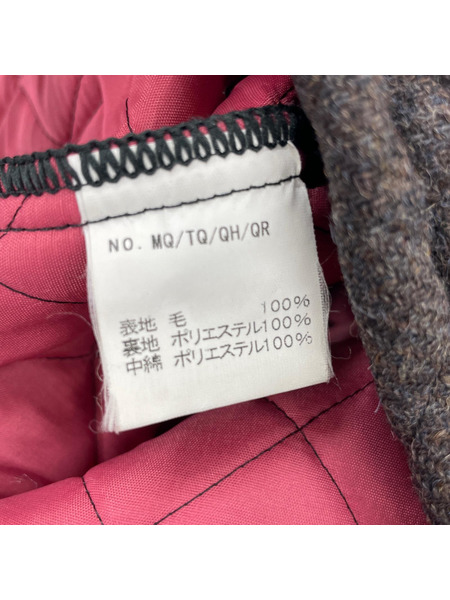 NO. MQ/TQ/QH/QR
表地 毛 100%
裏地 ポリエステル100%
中綿 ポリエステル100%